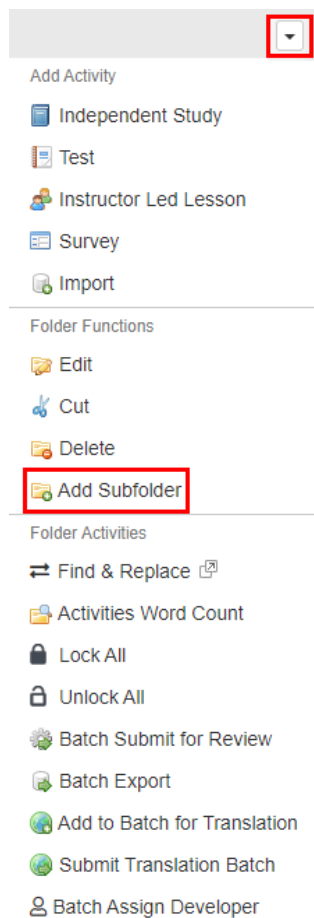 Add Activity
Independent Study
Test
Instructor Led Lesson
Survey
Import
Folder Functions
Edit
Cut
Delete
Add Subfolder
Folder Activities
Find & Replace
Activities Word Count
Lock All
Unlock All
Batch Submit for Review
Batch Export
Add to Batch for Translation
Submit Translation Batch
Batch Assign Developer